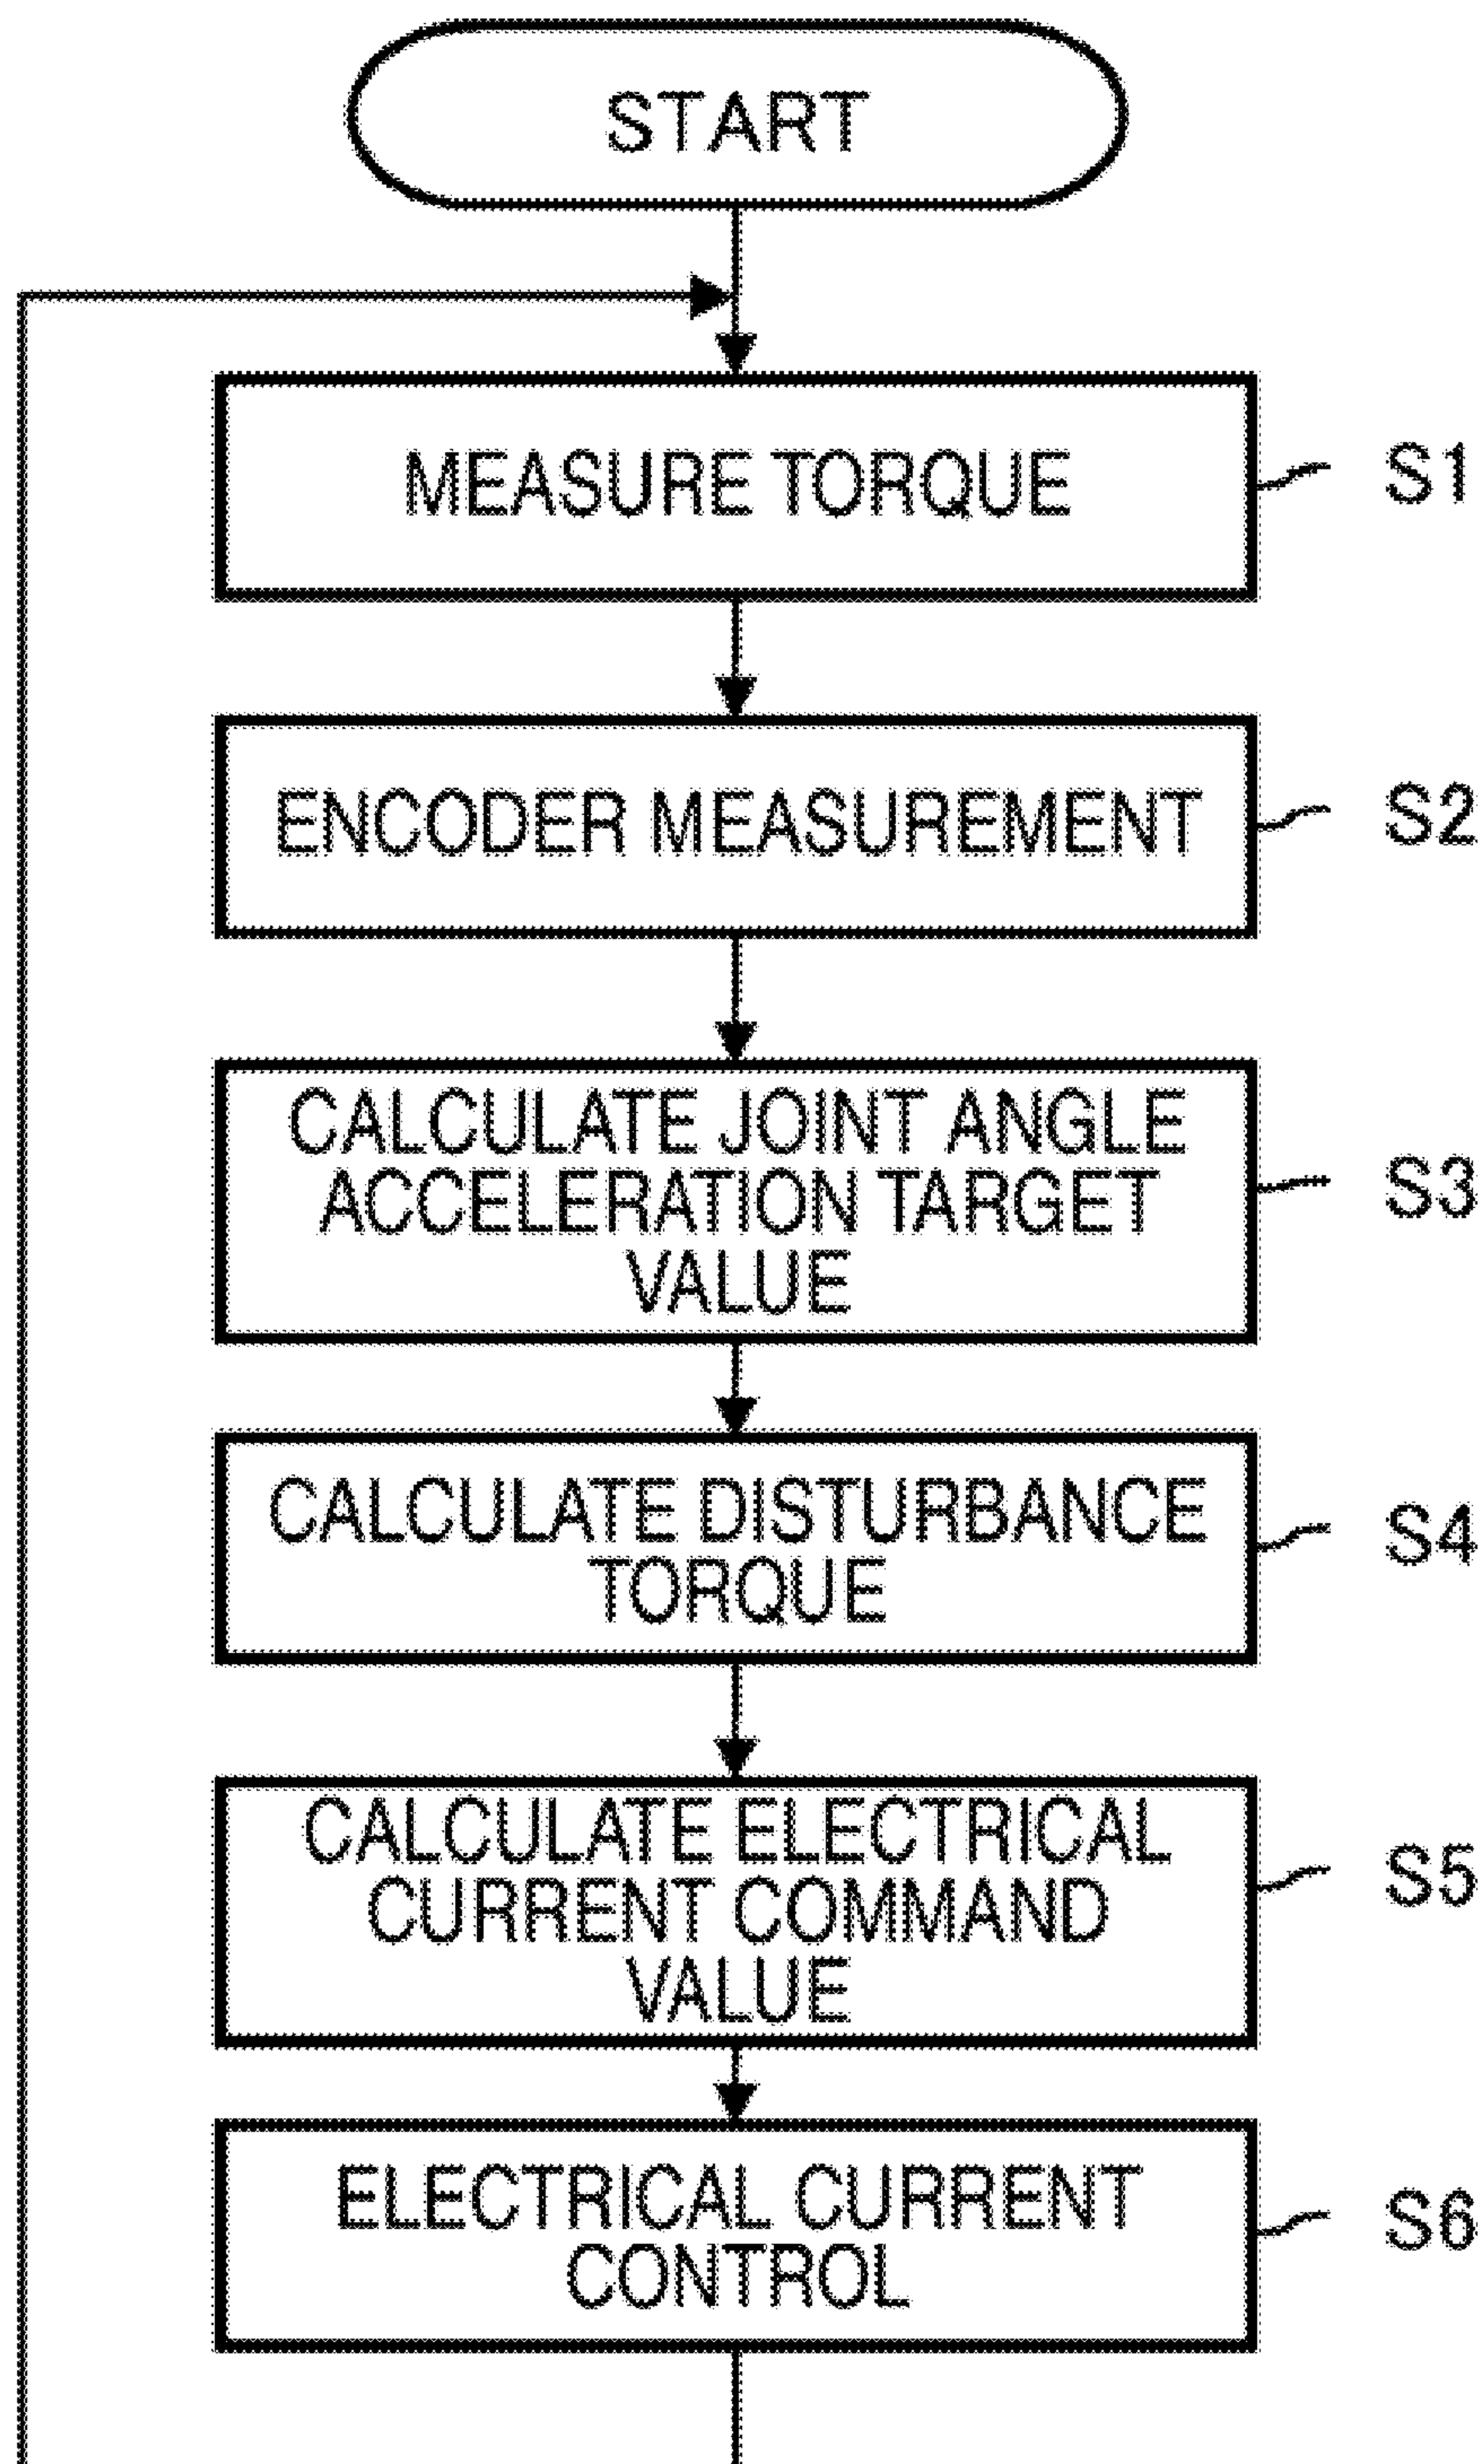 START
MEASURE TORQUE
S1
ENCODER MEASUREMENT
S2
CALCULATE JOINT ANGLE
ACCELERATION TARGET
VALUE
S3
CALCULATE DISTURBANCE
TORQUE
S4
CALCULATE ELECTRICAL
CURRENT COMMAND
VALUE
S5
ELECTRICAL CURRENT
CONTROL
S6